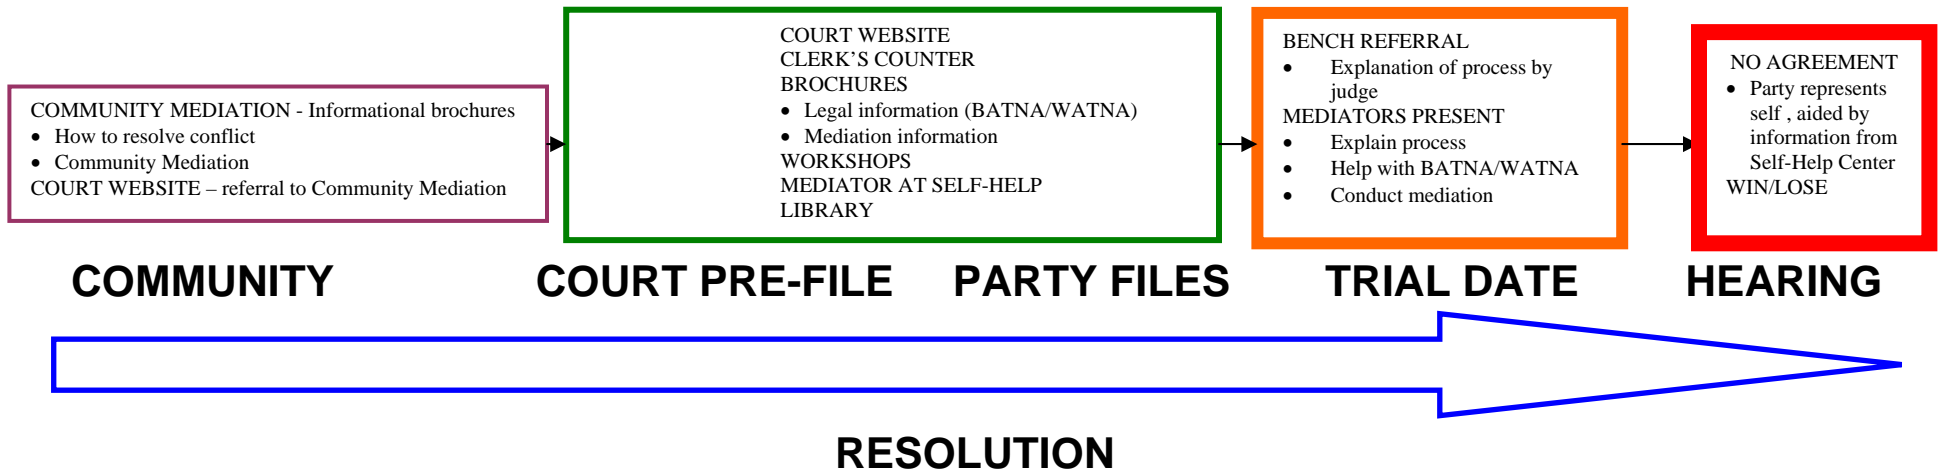 COMMUNITY MEDIATION - Informational brochures
• How to resolve conflict
• Community Mediation
COURT WEBSITE – referral to Community Mediation
COURT WEBSITE
CLERK’S COUNTER
BROCHURES
• Legal information (BATNA/WATNA)
• Mediation information
WORKSHOPS
MEDIATOR AT SELF-HELP
LIBRARY
BENCH REFERRAL
• Explanation of process by
judge
MEDIATORS PRESENT
• Explain process
• Help with BATNA/WATNA
• Conduct mediation
NO AGREEMENT
• Party represents
self , aided by
information from
Self-Help Center
WIN/LOSE
COMMUNITY COURT PRE-FILE PARTY FILES TRIAL DATE HEARING
RESOLUTION